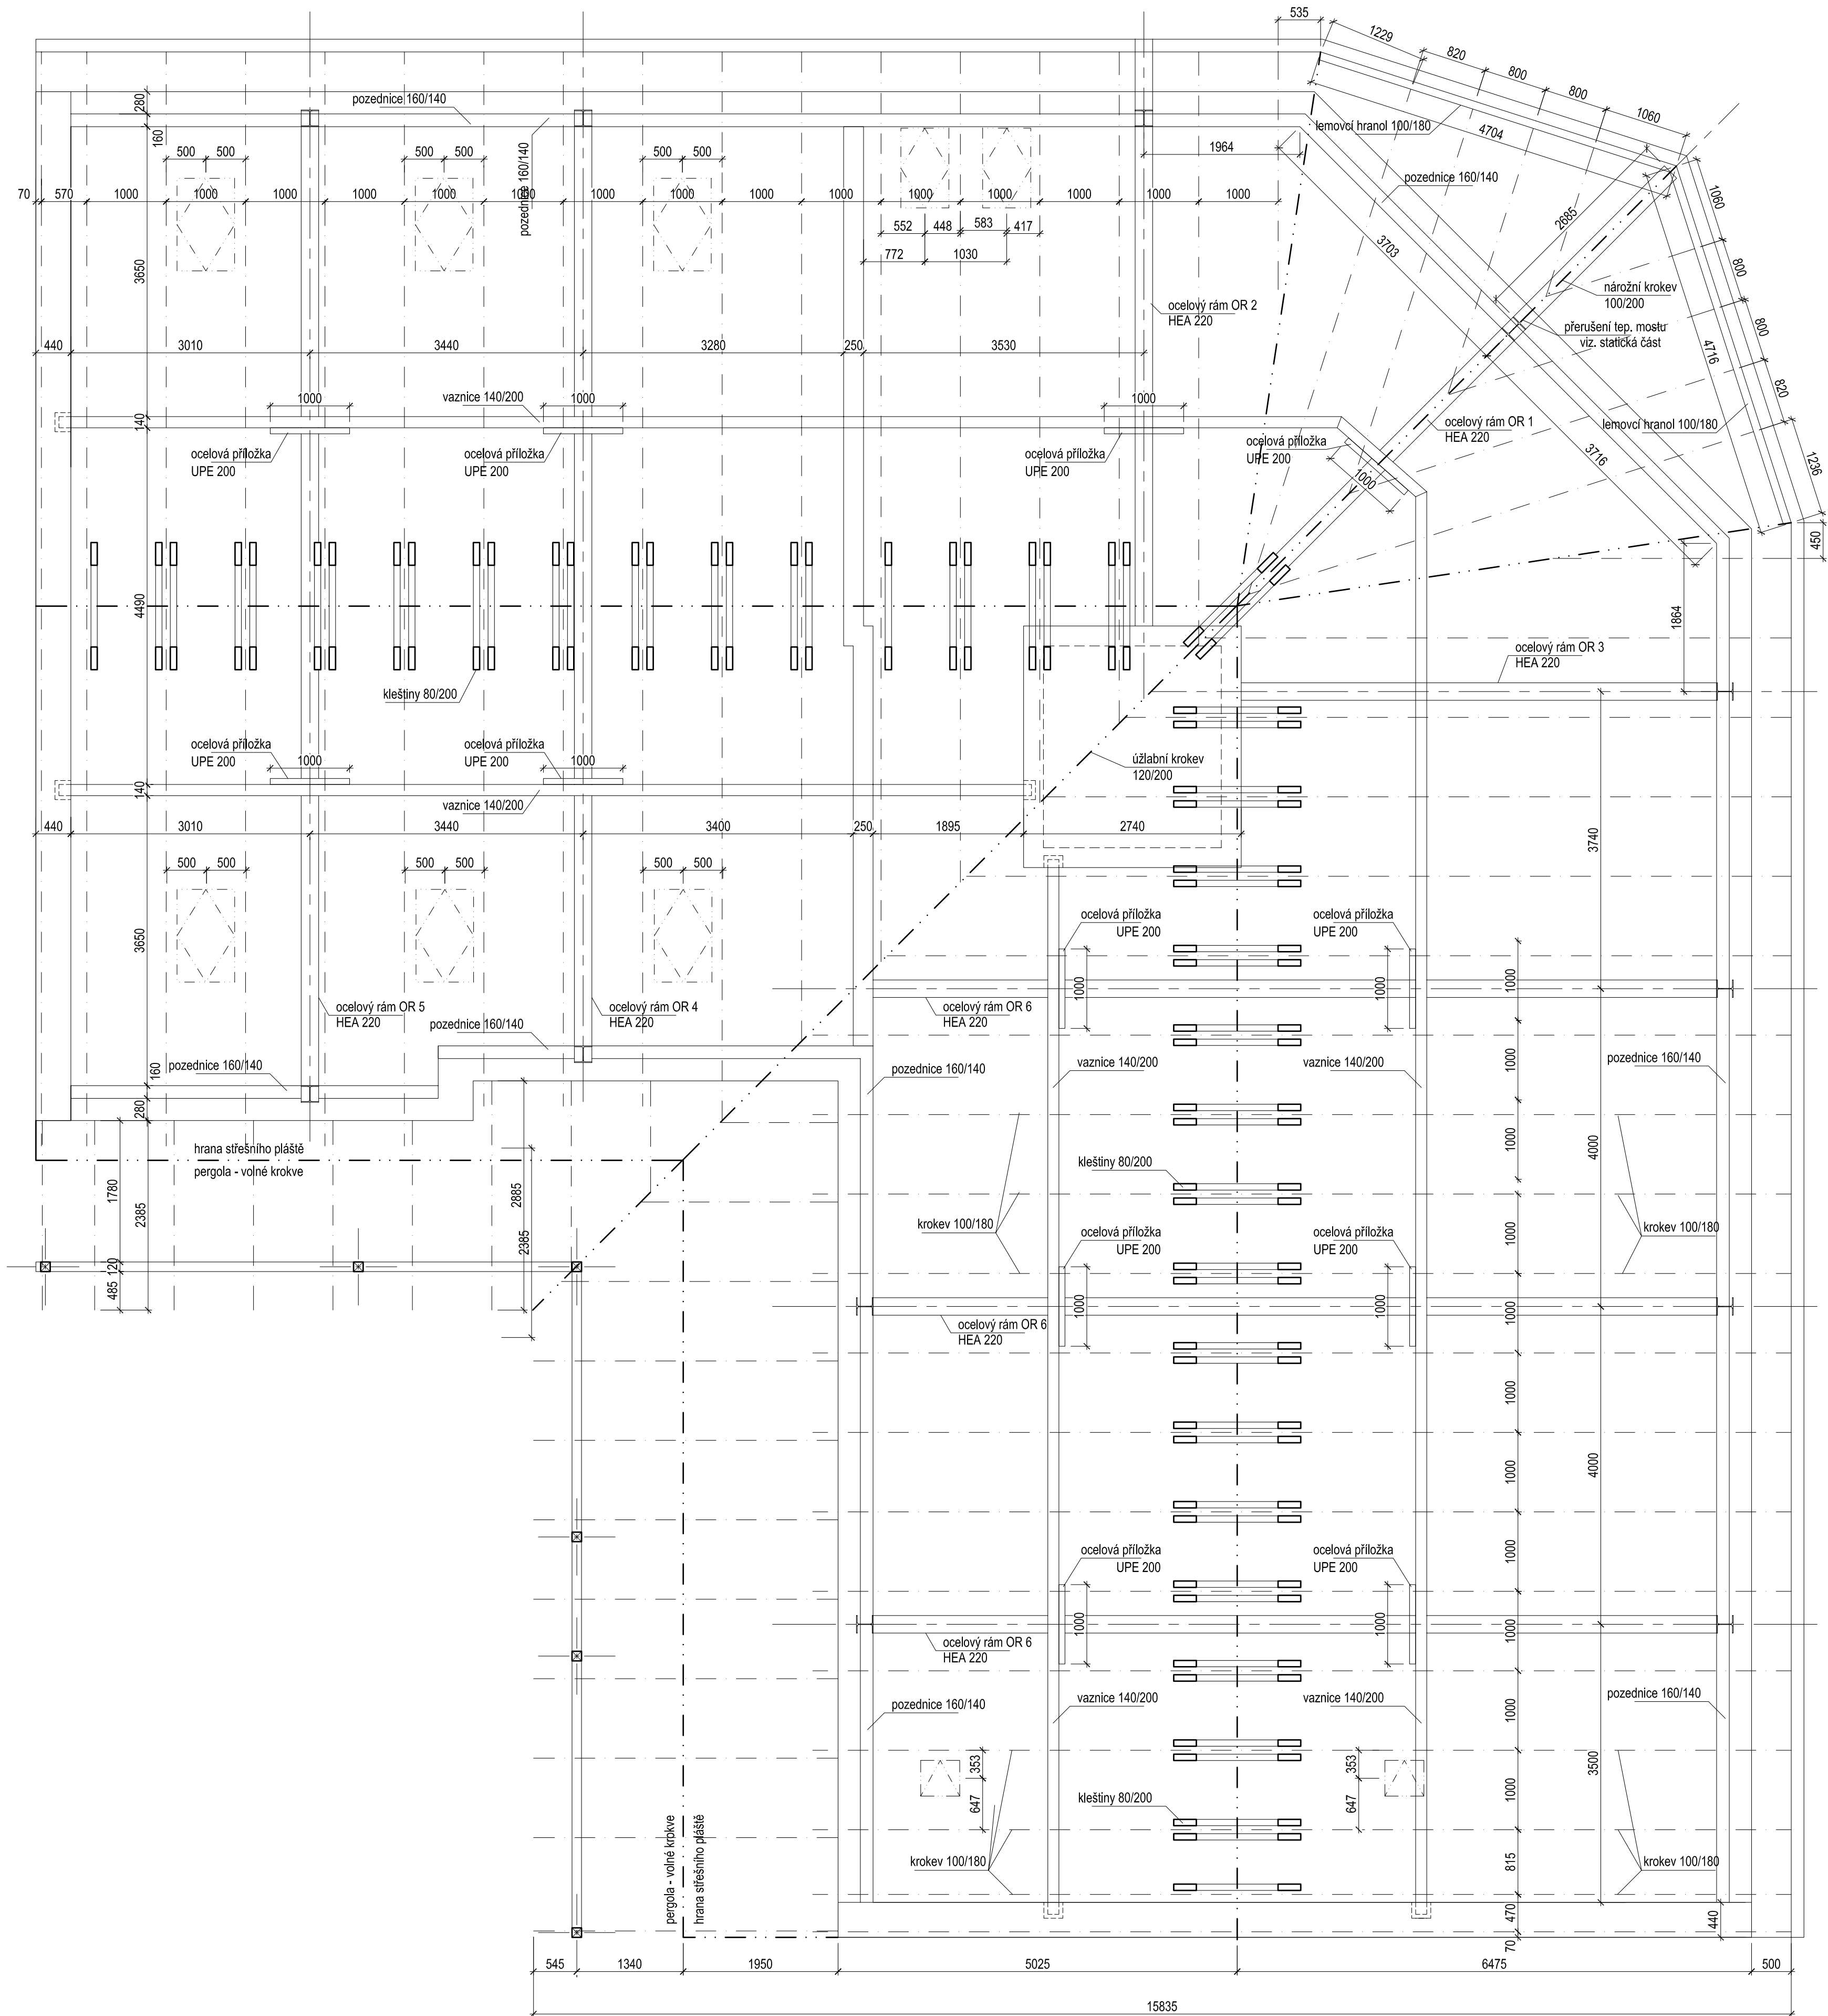 535
1229
820
800
800
1060
280
pozednice 160/140
lemovcí hranol 100/180
4704
160
pozednice 160/140
500 500
500 500
500 500
1964
pozednice 160/140
1060
2685
70 570 1000 1000 1000 1000 1000 1000 1000 1000 1000 1000 1000 1000 1000 1000 1000
552 448 583 417
772 1030
3703
800
3650
nárožní krokev
100/200
ocelový rám OR 2
HEA 220
800
přerušení tep. mostu
viz. statická část
440 3010 3440 3280 250 3530
4716
820
1000
vaznice 140/200
1000
1000
140
ocelový rám OR 1
HEA 220
lemovcí hranol 100/180
ocelová příložka
UPE 200
ocelová příložka
UPE 200
ocelová příložka
UPE 200
ocelová příložka
UPE 200
1000
3716
1236
450
4490
1864
ocelový rám OR 3
HEA 220
kleštiny 80/200
ocelová příložka
UPE 200
1000
ocelová příložka
UPE 200
1000
úžlabní krokev
120/200
140
vaznice 140/200
440 3010 3440 3400 250 1895 2740
3740
500 500
500 500
500 500
ocelová příložka
UPE 200
ocelová příložka
UPE 200
3650
1000
1000
1000
ocelový rám OR 5
HEA 220
ocelový rám OR 4
HEA 220
ocelový rám OR 6
HEA 220
pozednice 160/140
160
pozednice 160/140
pozednice 160/140
vaznice 140/200
vaznice 140/200
pozednice 160/140
1000
280
1000
4000
hrana střešního pláště
pergola - volné krokve
1780
2385
2885
2385
kleštiny 80/200
krokev 100/180
krokev 100/180
1000
ocelová příložka
UPE 200
ocelová příložka
UPE 200
120
485
1000
1000
1000
ocelový rám OR 6
HEA 220
1000
1000
4000
1000
ocelová příložka
UPE 200
ocelová příložka
UPE 200
1000
1000
1000
ocelový rám OR 6
HEA 220
pozednice 160/140
vaznice 140/200
vaznice 140/200
pozednice 160/140
1000
353
647
353
647
1000
3500
kleštiny 80/200
pergola - volné krokve
hrana střešního pláště
krokev 100/180
krokev 100/180
815
470
440
70
545 1340 1950 5025 6475 500
15835